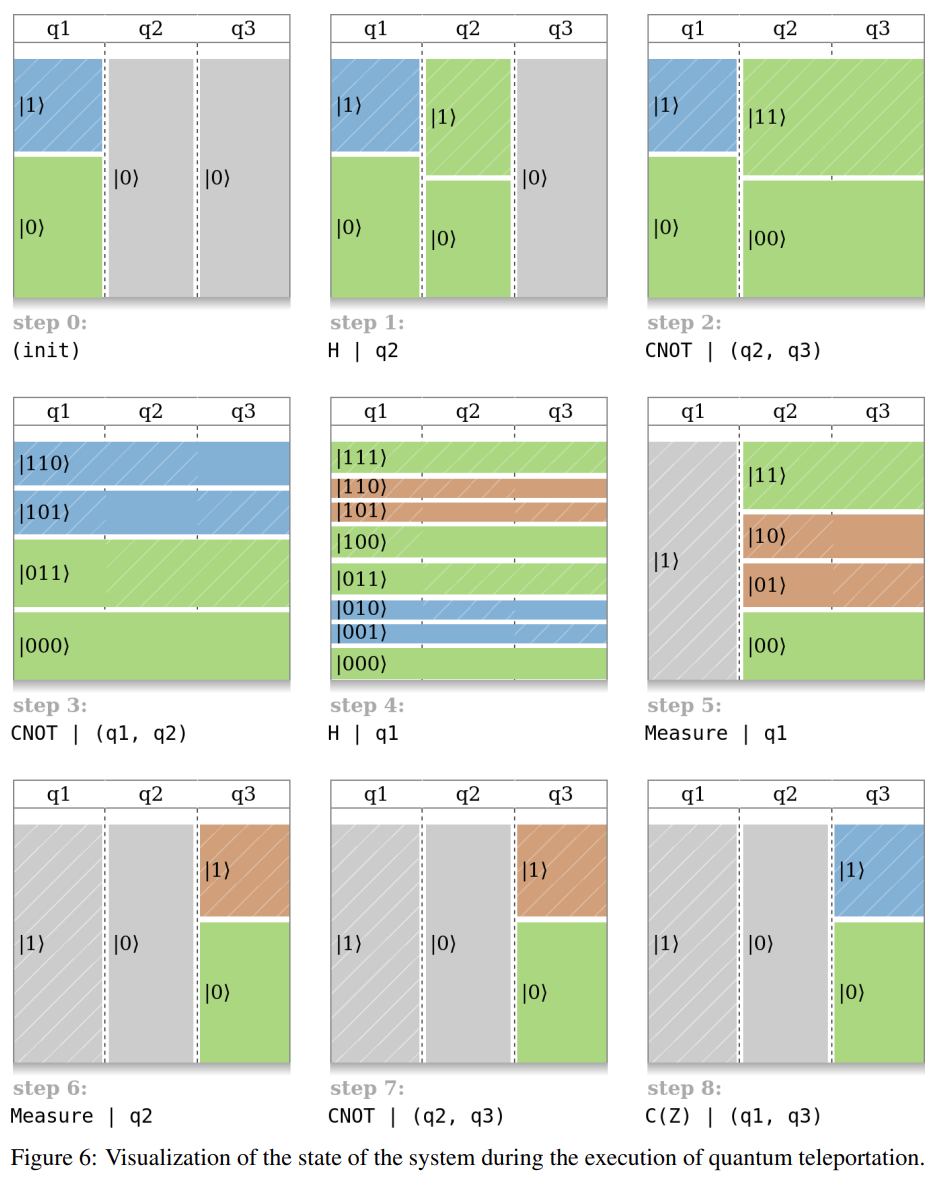 q1 q2 q3
|1⟩
|0⟩ |0⟩
|0⟩
step 0:
(init)
q1 q2 q3
|1⟩
|1⟩
|0⟩
|0⟩
|0⟩
step 1:
H | q2
q1 q2 q3
|1⟩
|11⟩
|0⟩
|00⟩
step 2:
CNOT | (q2, q3)
q1 q2 q3
|110⟩
|101⟩
|011⟩
|000⟩
step 3:
CNOT | (q1, q2)
q1 q2 q3
|111⟩
|110⟩
|101⟩
|100⟩
|011⟩
|010⟩
|001⟩
|000⟩
step 4:
H | q1
q1 q2 q3
|11⟩
|10⟩
|1⟩
|01⟩
|00⟩
step 5:
Measure | q1
q1 q2 q3
|1⟩
|1⟩ |0⟩
|0⟩
step 6:
Measure | q2
q1 q2 q3
|1⟩
|1⟩ |0⟩
|0⟩
step 7:
CNOT | (q2, q3)
q1 q2 q3
|1⟩
|1⟩ |0⟩
|0⟩
step 8:
C(Z) | (q1, q3)
Figure 6: Visualization of the state of the system during the execution of quantum teleportation.